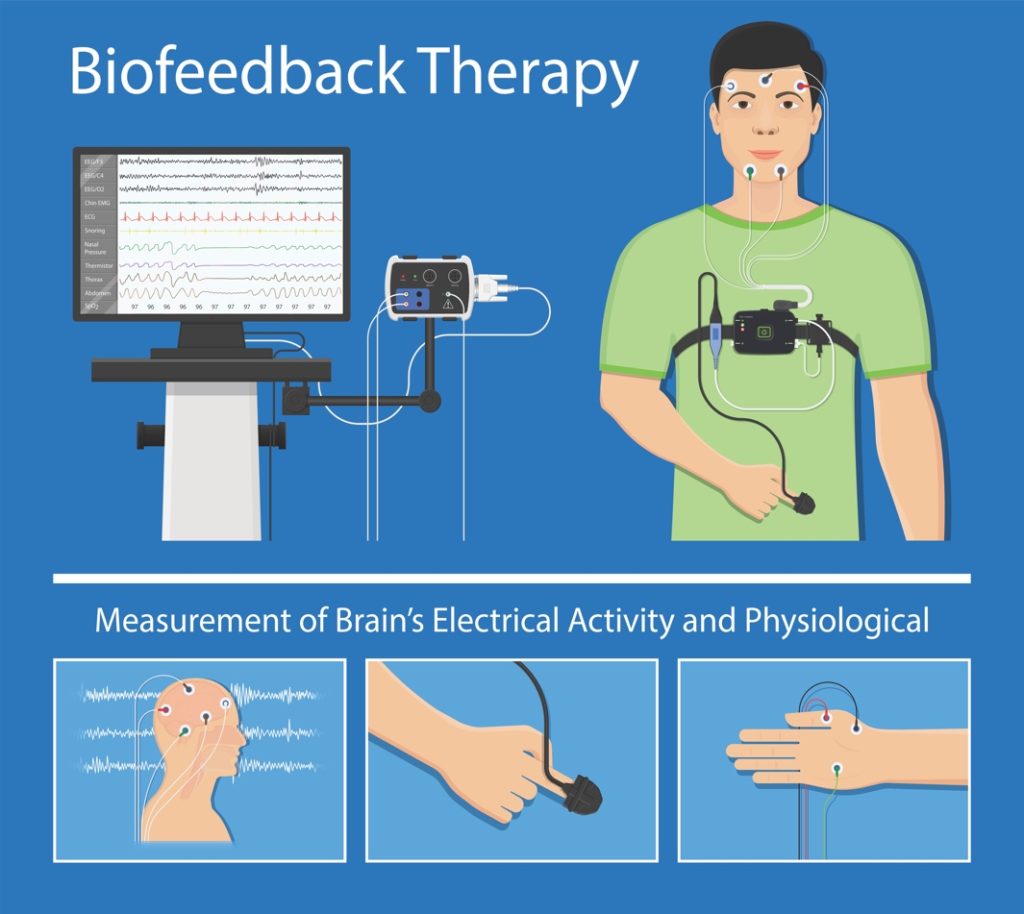 Biofeedback Therapy
EEG/F3
EEG/C4
EEG/O2
Chin EMG
ECG
Snoring
Nasal
Pressure
Thermistor
Thorax
Abdomen
SpO2 97 97 96 96 96 97 97 97 97 97 97 97 97
Measurement of Brain's Electrical Activity and Physiological